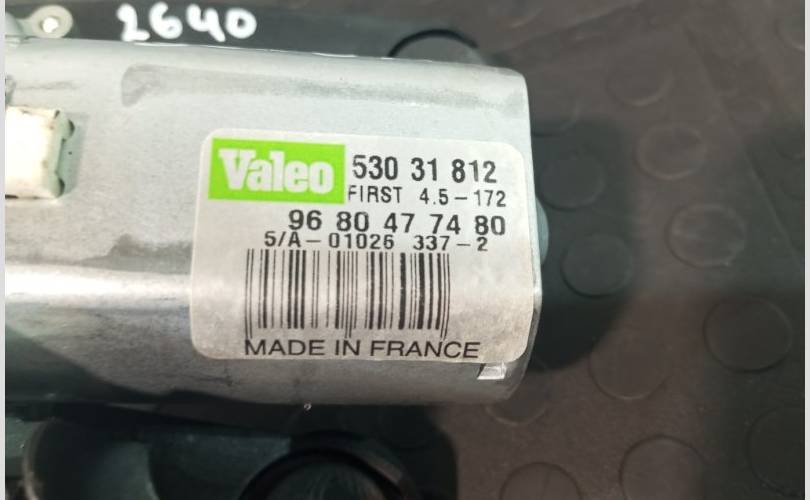 2640
Valeo 530 31 812
FIRST 4.5-172
96 80 47 74 80
5/A-01026 337-2
MADE IN FRANCE